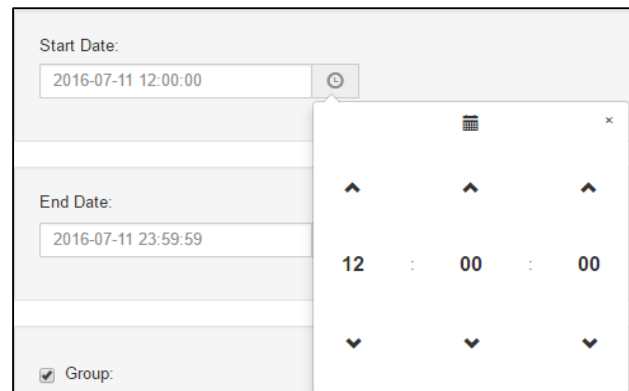 Start Date:
2016-07-11 12:00:00
×
End Date:
2016-07-11 23:59:59
12 : 00 : 00
Group: